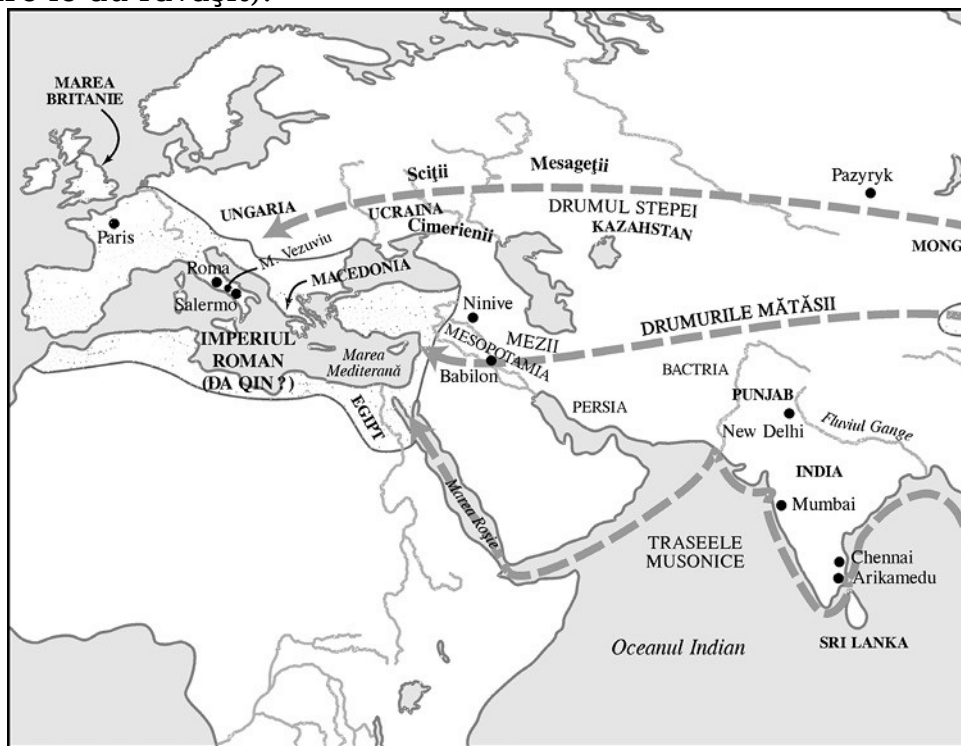 MAREA
BRITANIE
Paris
UNGARIA
Sciţii
Mesageţii
Pazyryk
UCRAINA
DRUMUL STEPEI
Cimerienii
KAZAHSTAN
MONG
M. Vezuviu
Roma
Salermo
MACEDONIA
Ninive
DRUMURILE MĂTĂSII
MEZII
MESOPOTAMIA
IMPERIUL
ROMAN
(DA QIN ?)
Marea
Mediterană
Babilon
BACTRIA
PERSIA
PUNJAB
EGIPT
New Delhi
Fluviul Gange
INDIA
Marea Roşie
Mumbai
TRASEELE
MUSONICE
Chennai
Arikamedu
Oceanul Indian
SRI LANKA